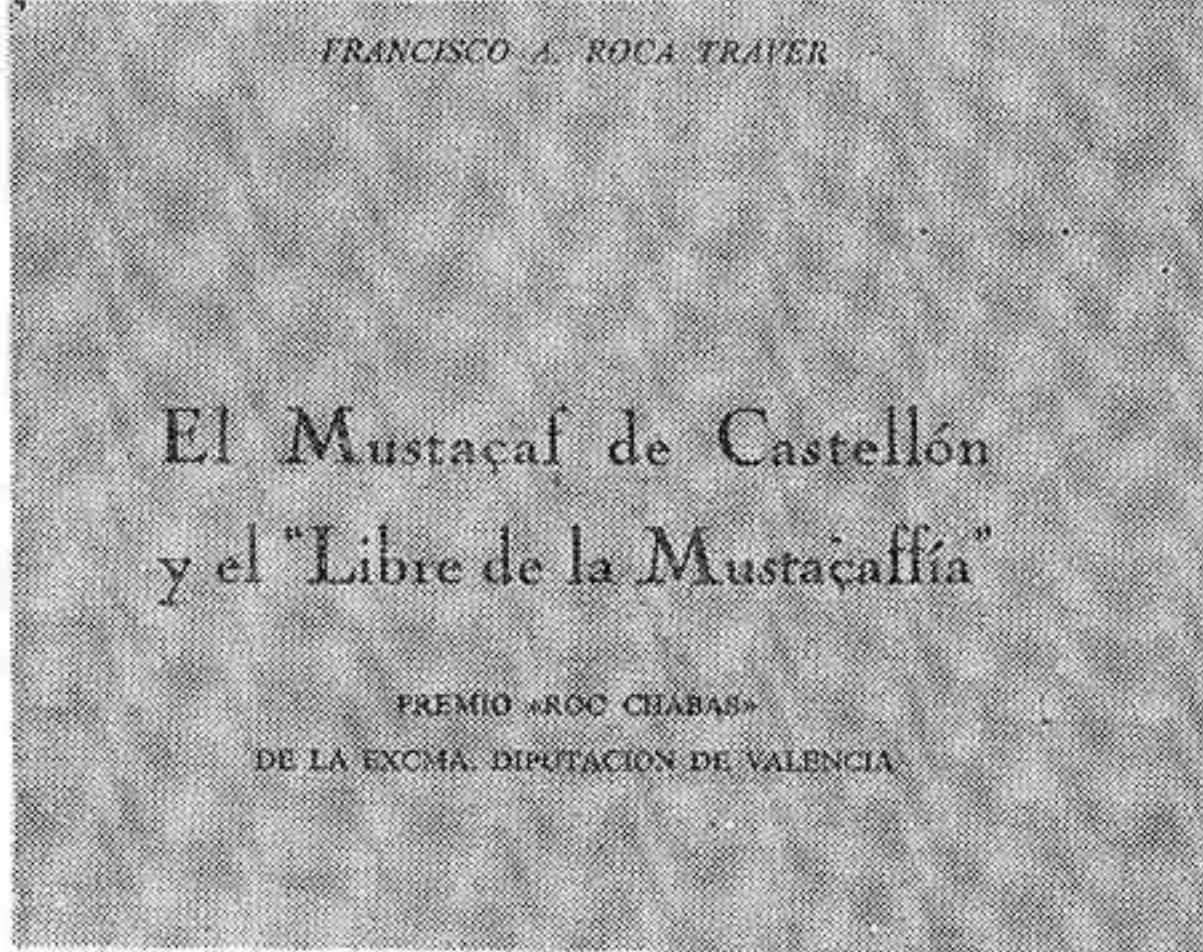 FRANCISCO A. ROCA TRAVER
El Mustaçaf de Castellón
y el "Libre de la Mustaçaffía"
PREMIO «ROC CHABAS»
DE LA EXCMA. DIPUTACION DE VALENCIA